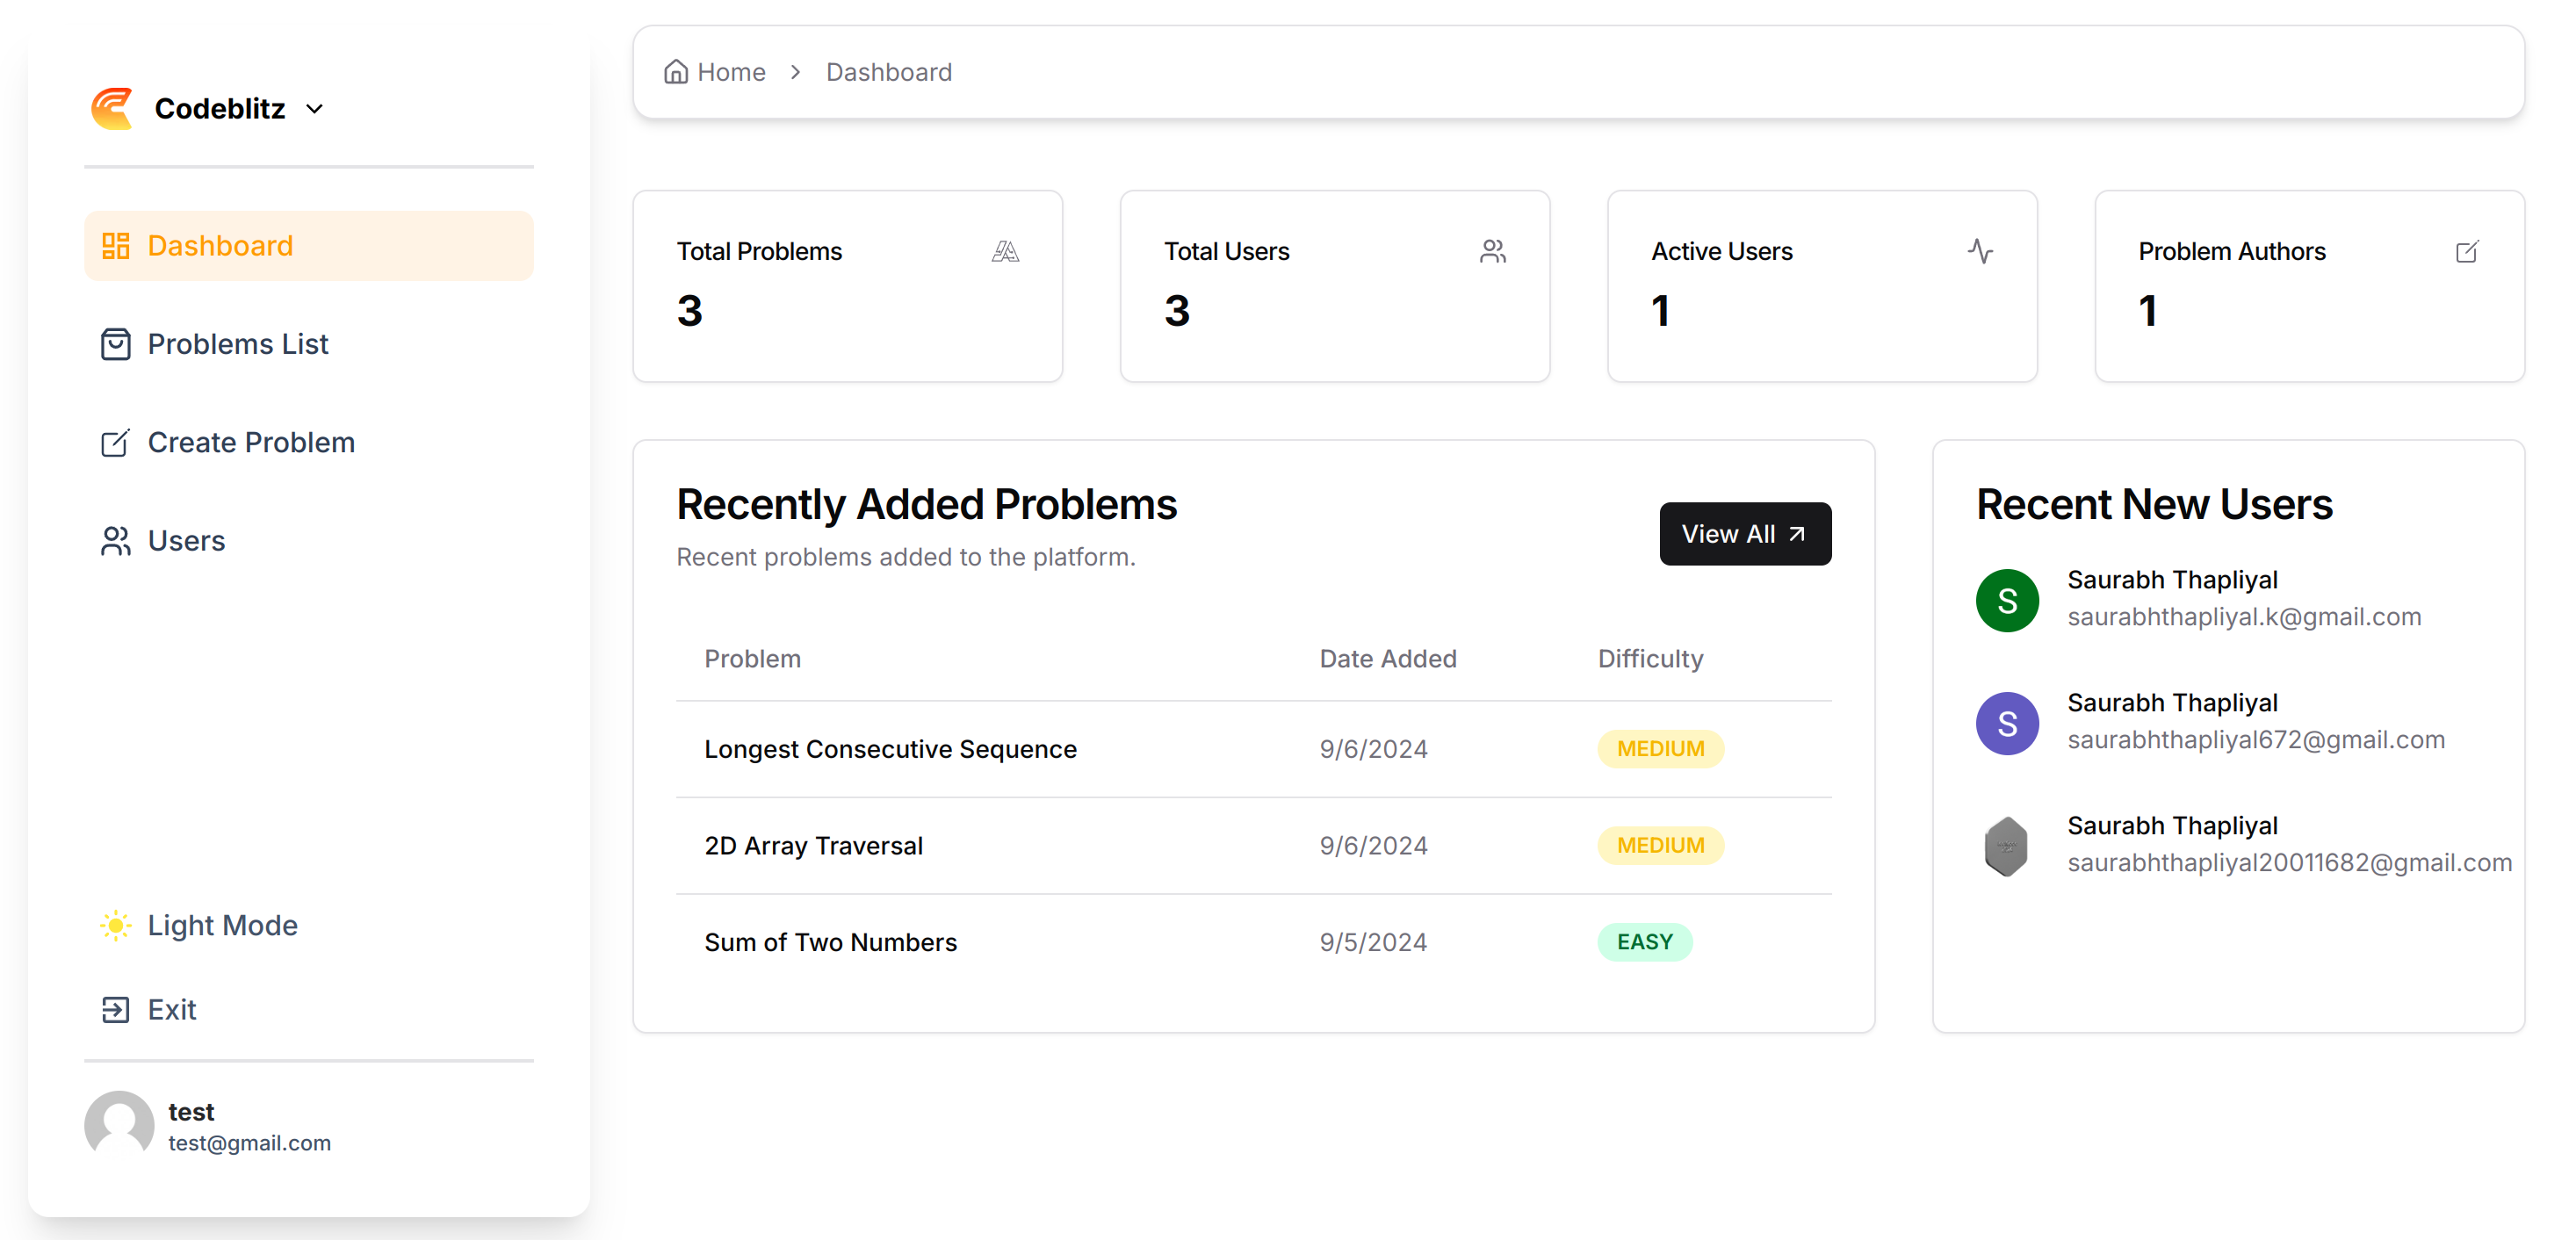 Codeblitz
Dashboard
Problems List
Create Problem
Users
Light Mode
Exit
test
test@gmail.com
Home > Dashboard
Total Problems
3
Total Users
3
Active Users
1
Problem Authors
1
Recently Added Problems
Recent problems added to the platform.
View All
Problem Date Added Difficulty
Longest Consecutive Sequence 9/6/2024 MEDIUM
2D Array Traversal 9/6/2024 MEDIUM
Sum of Two Numbers 9/5/2024 EASY
Recent New Users
S
Saurabh Thapliyal
saurabhthapliyal.k@gmail.com
S
Saurabh Thapliyal
saurabhthapliyal672@gmail.com
Saurabh Thapliyal
saurabhthapliyal20011682@gmail.com